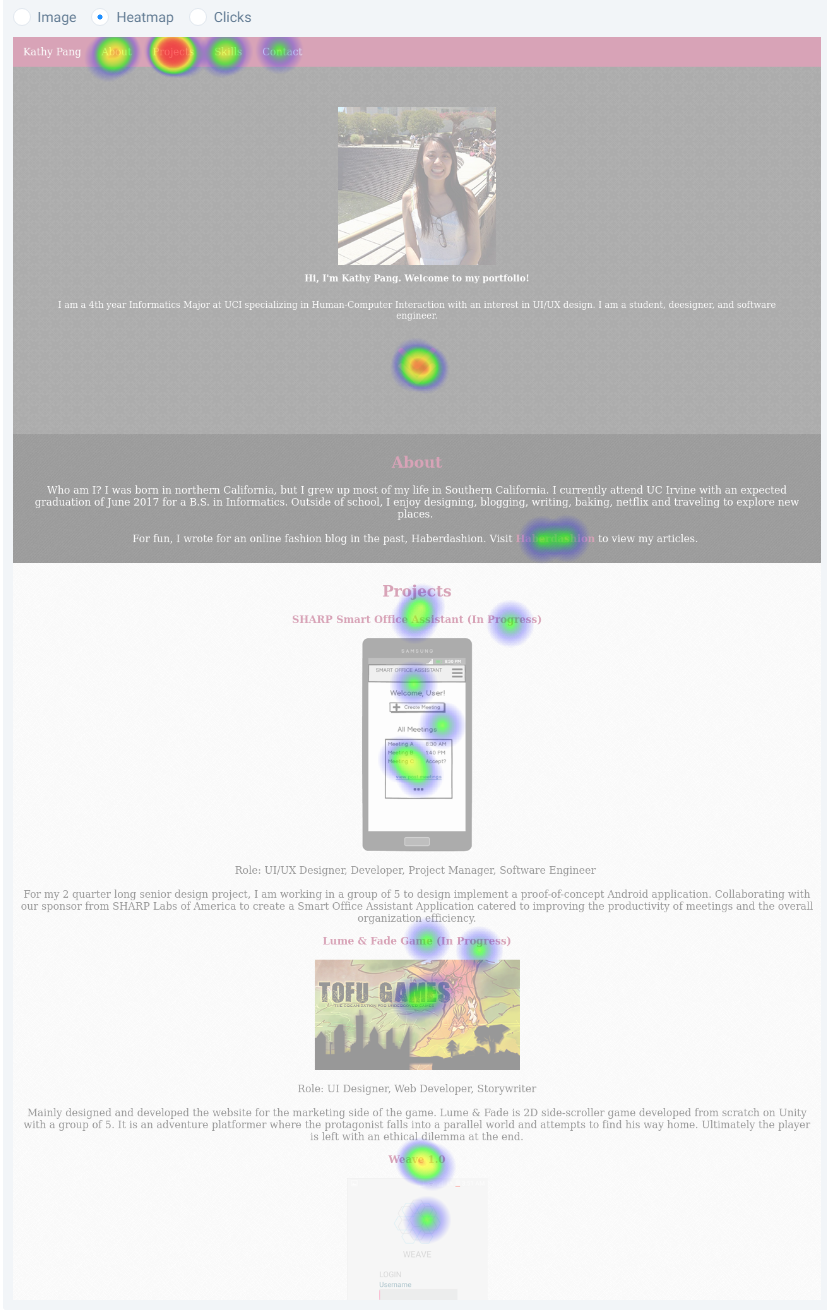 Image Heatmap Clicks
Kathy Pang About Projects Skills Contact
Hi, I'm Kathy Pang. Welcome to my portfolio!
I am a 4th year Informatics Major at UCI specializing in Human-Computer Interaction with an interest in UI/UX design. I am a student, deesigner, and software
engineer.
About
Who am I? I was born in northern California, but I grew up most of my life in Southern California. I currently attend UC Irvine with an expected
graduation of June 2017 for a B.S. in Informatics. Outside of school, I enjoy designing, blogging, writing, baking, netflix and traveling to explore new
places.
For fun, I wrote for an online fashion blog in the past, Haberdashion. Visit Haberdashion to view my articles.
Projects
SHARP Smart Office Assistant (In Progress)
SAMSUNG
SMART OFFICE ASSISTANT
Welcome, User!
Create Meeting
All Meetings
Meeting A 8:00 AM
Meeting B 1:40 PM
Meeting C Accept?
View past meetings
Role: UI/UX Designer, Developer, Project Manager, Software Engineer
For my 2 quarter long senior design project, I am working in a group of 5 to design implement a proof-of-concept Android application. Collaborating with
our sponsor from SHARP Labs of America to create a Smart Office Assistant Application catered to improving the productivity of meetings and the overall
organization efficiency.
Lume & Fade Game (In Progress)
TOFU GAMES
Role: UI Designer, Web Developer, Storywriter
Mainly designed and developed the website for the marketing side of the game. Lume & Fade is 2D side-scroller game developed from scratch on Unity
with a group of 5. It is an adventure platformer where the protagonist falls into a parallel world and attempts to find his way home. Ultimately the player
is left with an ethical dilemma at the end.
Weave 1.0
WEAVE
LOGIN
Username